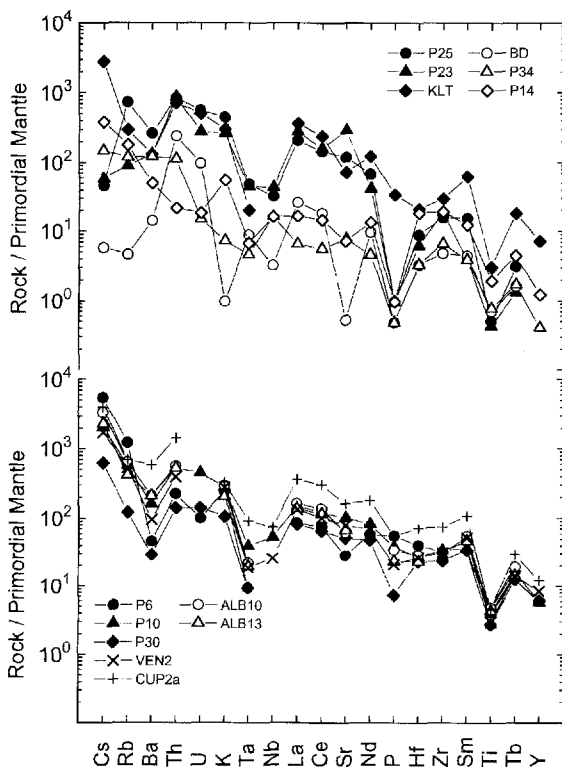 P25 BD
P23 P34
KLT P14
Rock / Primordial Mantle
10^4
10^3
10^2
10^1
10^0
Rock / Primordial Mantle
10^4
10^3
10^2
10^1
10^0
P6 ALB10
P10 ALB13
P30
VEN2
CUP2a
Cs Rb Ba Th U K Ta Nb La Ce Sr Nd P Hf Zr Sm Ti Tb Y